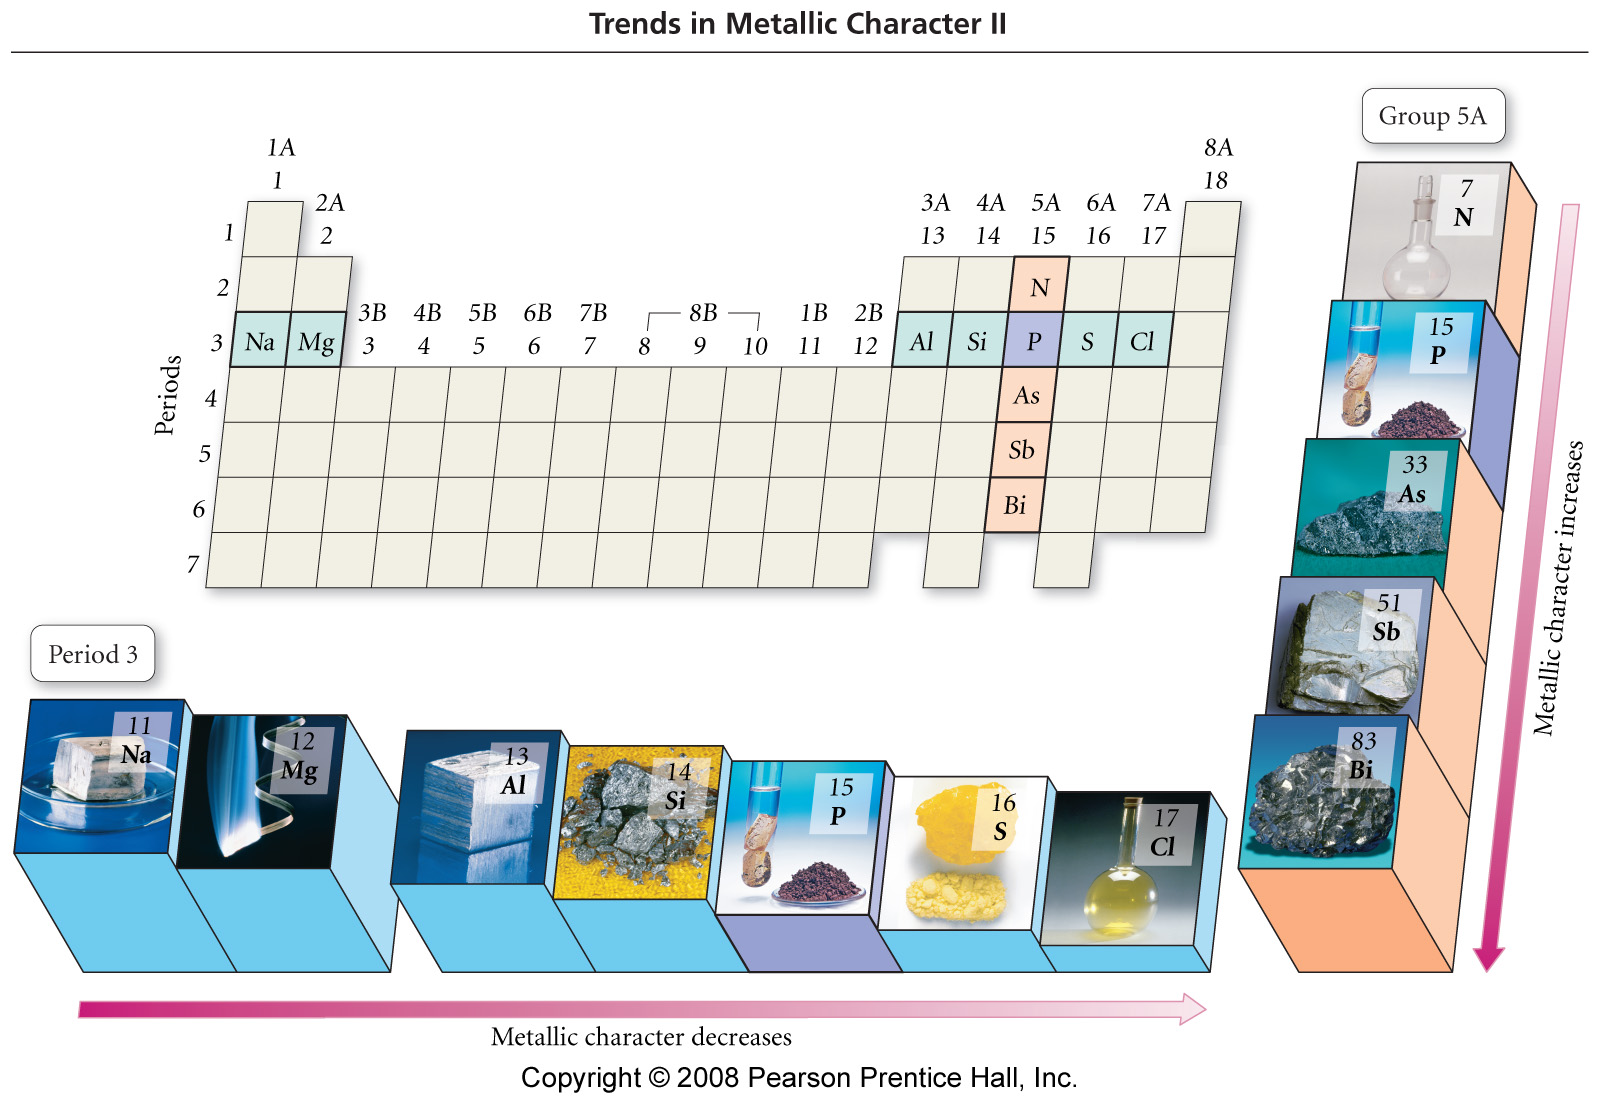 Trends in Metallic Character II
Group 5A
1A 8A
1 18
2A 3A 4A 5A 6A 7A
1 2 13 14 15 16 17
2 N
3B 4B 5B 6B 7B 8B 1B 2B
3 Na Mg 3 4 5 6 7 8 9 10 11 12 Al Si P S Cl
4 As
5 Sb
6 Bi
7
Periods
7
N
15
P
33
As
51
Sb
83
Bi
Metallic character increases
Period 3
11
Na
12
Mg
13
Al
14
Si
15
P
16
S
17
Cl
Metallic character decreases
Copyright © 2008 Pearson Prentice Hall, Inc.